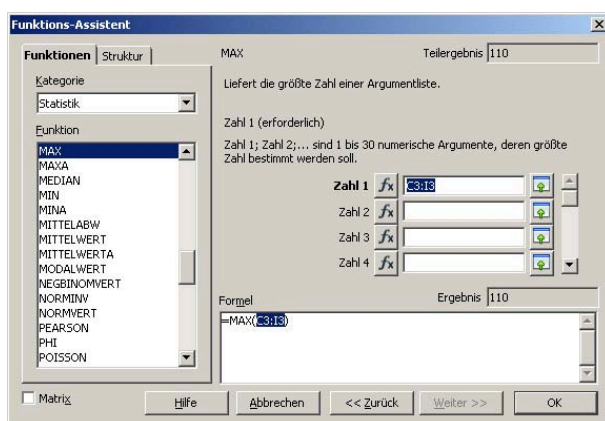 Funktions-Assistent
Funktionen
Struktur
Kategorie
Statistik
Funktion
MAX
MAXA
MEDIAN
MIN
MINA
MITTELABW
MITTELWERT
MITTELWERTA
MODALWERT
NEGBINOMVERT
NORMINV
NORMVERT
PEARSON
PHI
POISSON
MAX
Teilergebnis 110
Liefert die größte Zahl einer Argumentliste.
Zahl 1 (erforderlich)
Zahl 1; Zahl 2;... sind 1 bis 30 numerische Argumente, deren größte
Zahl bestimmt werden soll.
Zahl 1 fx C3:I3
Zahl 2 fx
Zahl 3 fx
Zahl 4 fx
Formel
Ergebnis 110
=MAX(C3:I3)
Matrix
Hilfe
Abbrechen
<< Zurück
Weiter >>
OK